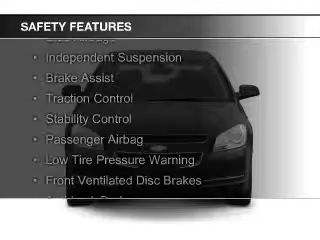 SAFETY FEATURES
• Independent Suspension
• Brake Assist
• Traction Control
• Stability Control
• Passenger Airbag
• Low Tire Pressure Warning
• Front Ventilated Disc Brakes